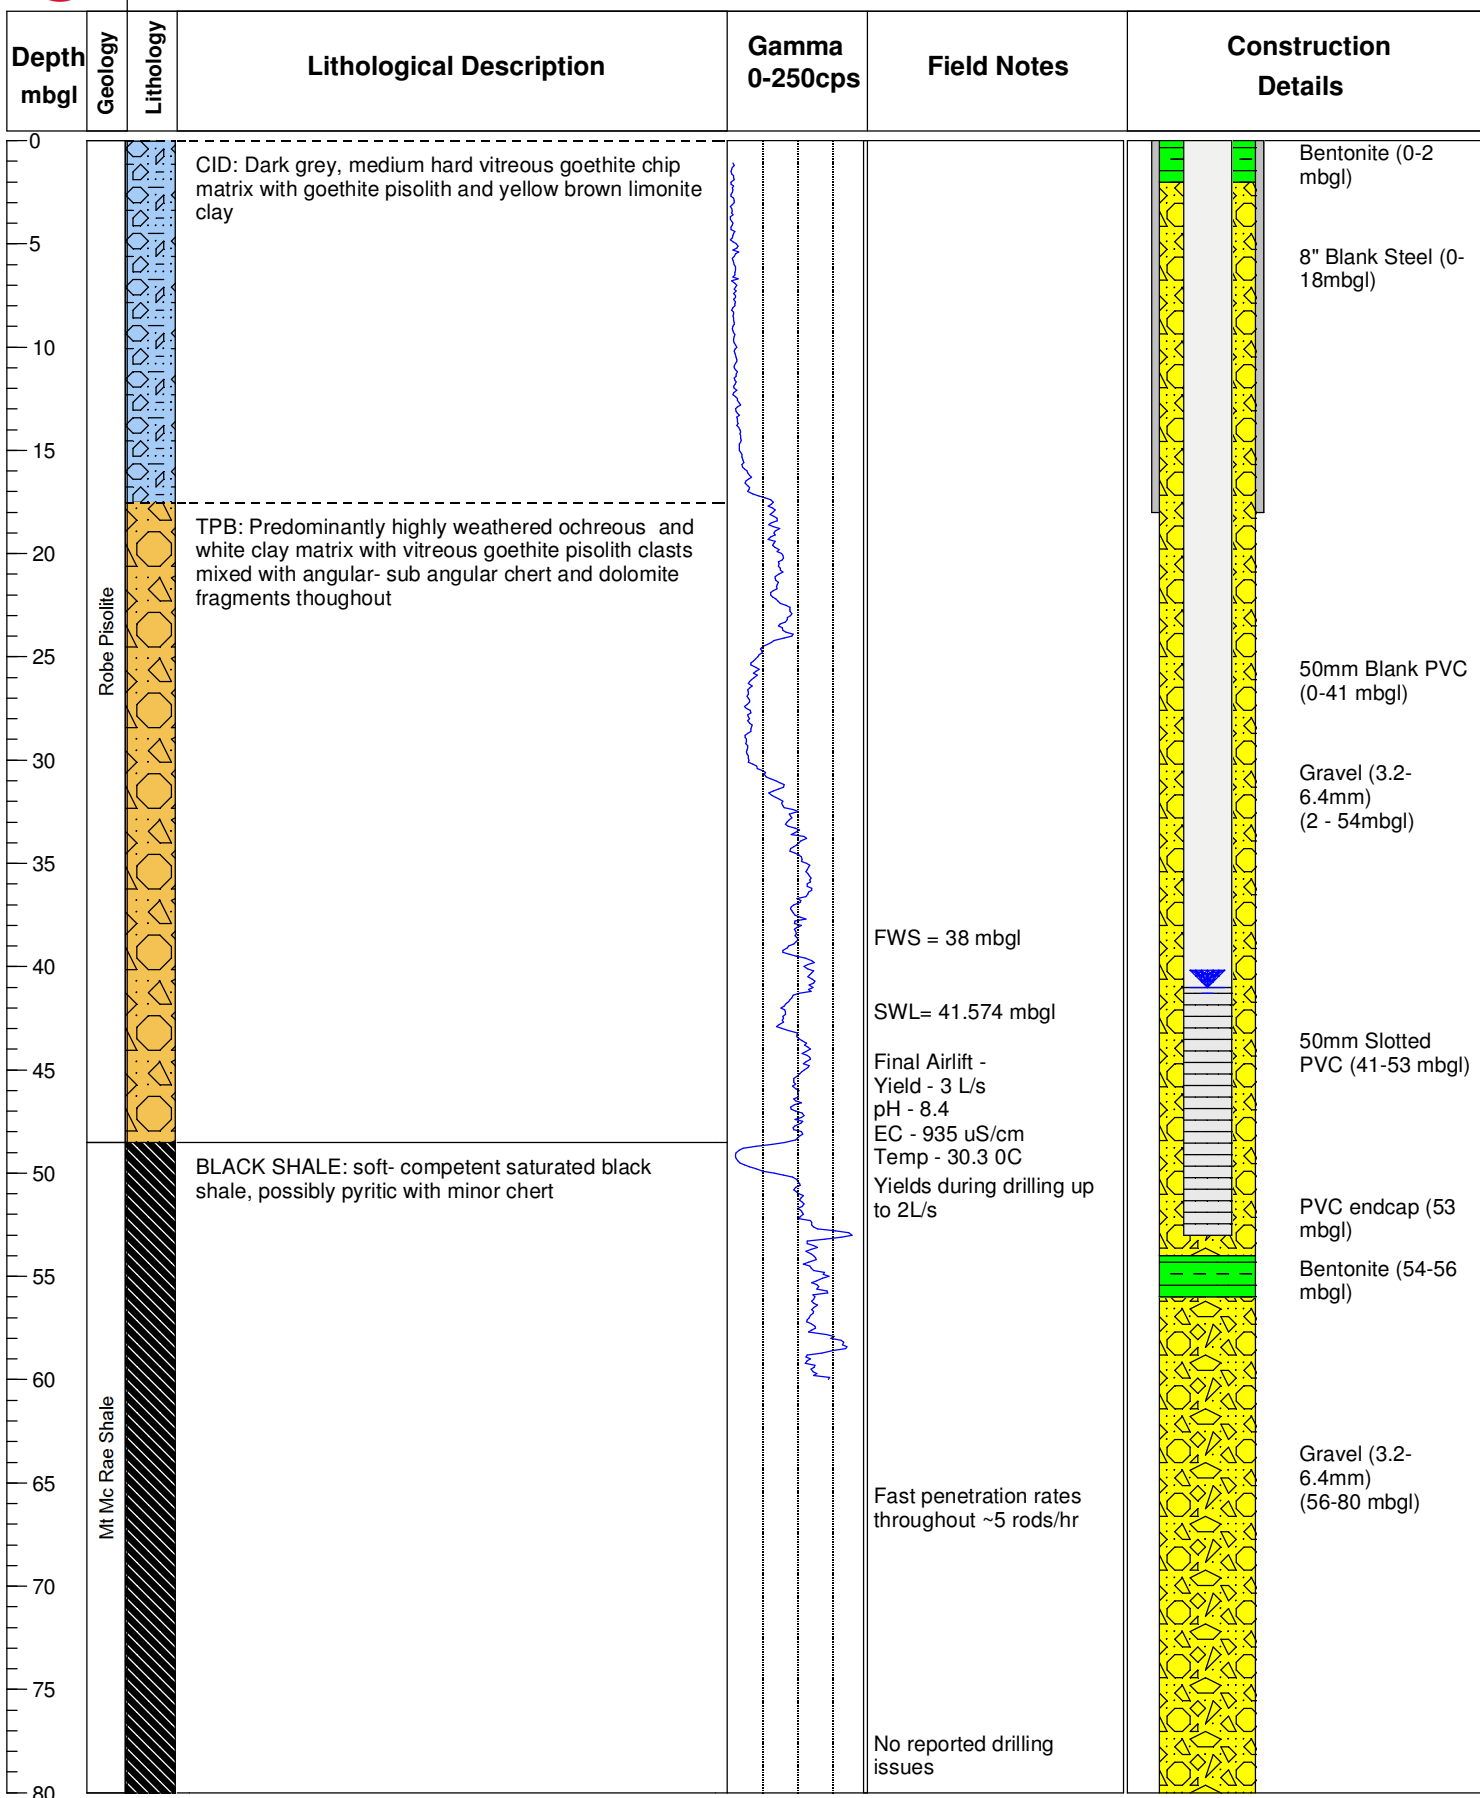 Depth
mbgl
Geology
Lithology
Lithological Description
Gamma
0-250cps
Field Notes
Construction
Details
0
5
10
15
20
25
30
35
40
45
50
55
60
65
70
75
80
Robe Pisolite
Mt Mc Rae Shale
CID: Dark grey, medium hard vitreous goethite chip
matrix with goethite pisolith and yellow brown limonite
clay
TPB: Predominantly highly weathered ochreous and
white clay matrix with vitreous goethite pisolith clasts
mixed with angular- sub angular chert and dolomite
fragments thoughout
BLACK SHALE: soft- competent saturated black
shale, possibly pyritic with minor chert
FWS = 38 mbgl
SWL= 41.574 mbgl
Final Airlift -
Yield - 3 L/s
pH - 8.4
EC - 935 uS/cm
Temp - 30.3 0C
Yields during drilling up
to 2L/s
Fast penetration rates
throughout ~5 rods/hr
No reported drilling
issues
Bentonite (0-2
mbgl)
8" Blank Steel (0-
18mbgl)
50mm Blank PVC
(0-41 mbgl)
Gravel (3.2-
6.4mm)
(2 - 54mbgl)
50mm Slotted
PVC (41-53 mbgl)
PVC endcap (53
mbgl)
Bentonite (54-56
mbgl)
Gravel (3.2-
6.4mm)
(56-80 mbgl)